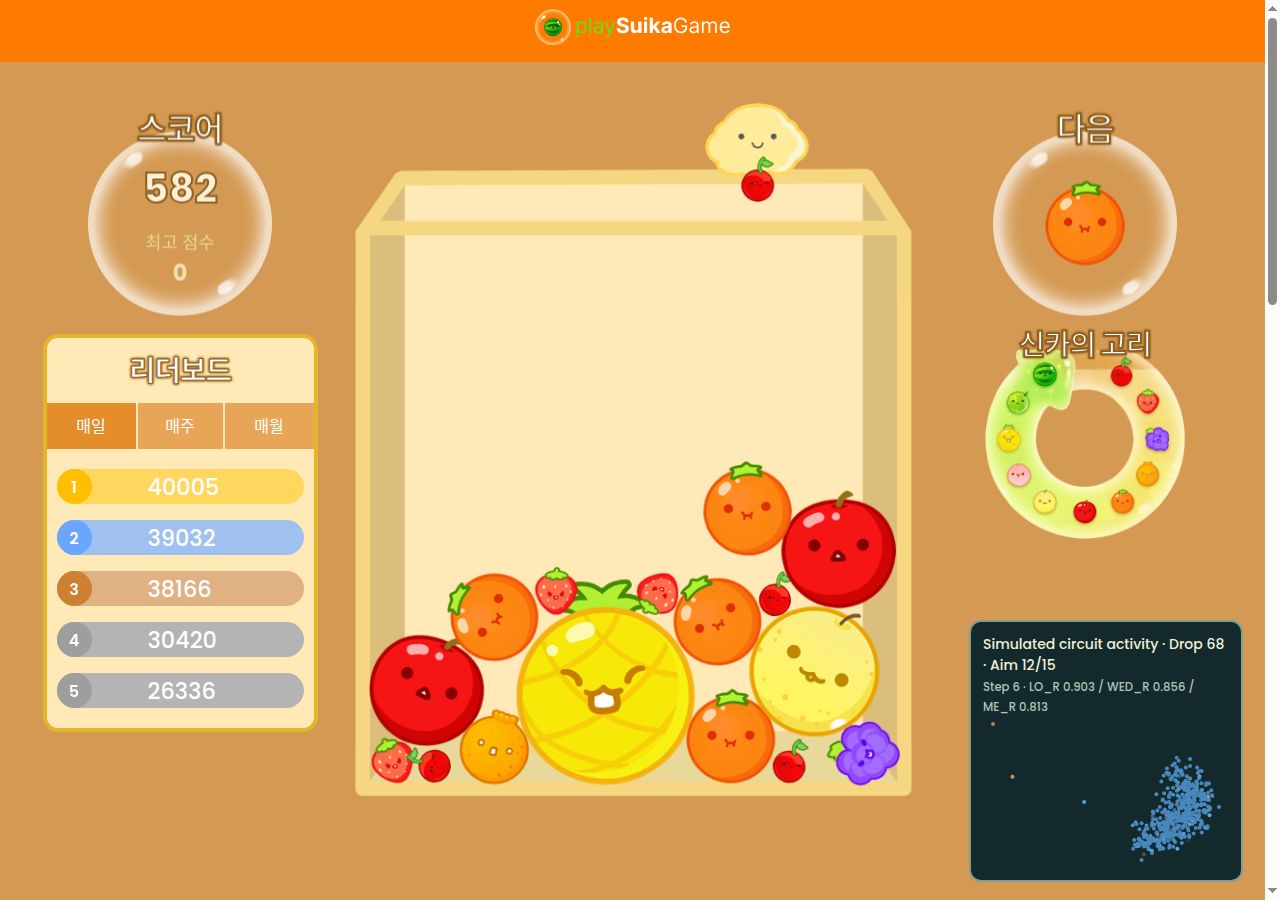 playSuikaGame
스코어
582
최고 점수
0
다음
신카의 고리
리더보드
매일 매주 매월
1 40005
2 39032
3 38166
4 30420
5 26336
Simulated circuit activity · Drop 68
· Aim 12/15
Step 6 · LO_R 0.903 / WED_R 0.856 /
ME_R 0.813